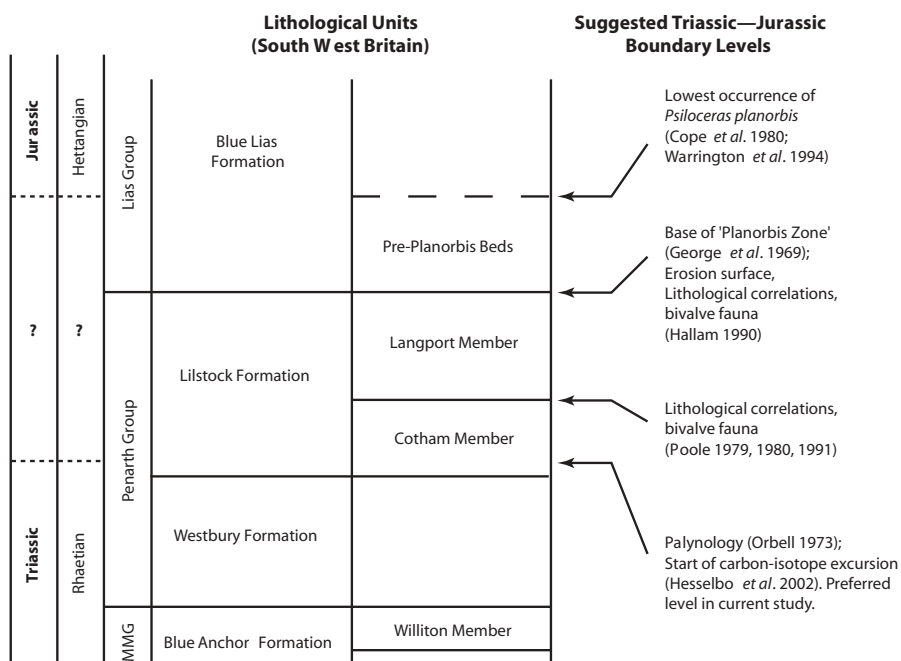 Lithological Units
(South West Britain)
Suggested Triassic—Jurassic
Boundary Levels
Jurassic
Hettangian
?
?
Triassic
Rhaetian
Lias Group
Penarth Group
MMG
Blue Lias
Formation
Lilstock Formation
Westbury Formation
Blue Anchor Formation
Pre-Planorbis Beds
Langport Member
Cotham Member
Williton Member
Lowest occurrence of
Psiloceras planorbis
(Cope et al. 1980;
Warrington et al. 1994)
Base of 'Planorbis Zone'
(George et al. 1969);
Erosion surface,
Lithological correlations,
bivalve fauna
(Hallam 1990)
Lithological correlations,
bivalve fauna
(Poole 1979, 1980, 1991)
Palynology (Orbell 1973);
Start of carbon-isotope excursion
(Hesselbo et al. 2002). Preferred
level in current study.